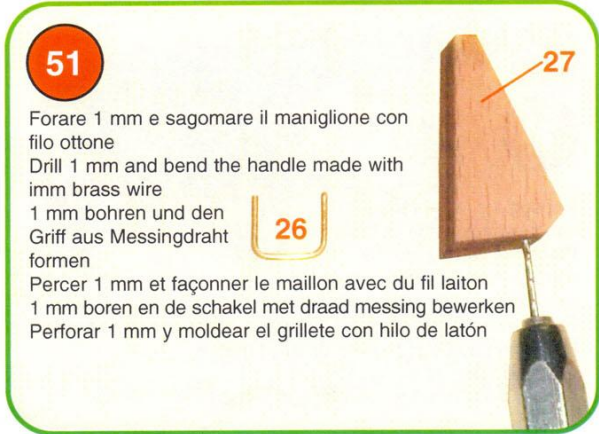 51
27
Forare 1 mm e sagomare il maniglione con
filo ottone
Drill 1 mm and bend the handle made with
imm brass wire
1 mm bohren und den
Griff aus Messingdraht
formen
26
Percer 1 mm et façonner le maillon avec du fil laiton
1 mm boren en de schakel met draad messing bewerken
Perforar 1 mm y moldear el grillete con hilo de latón